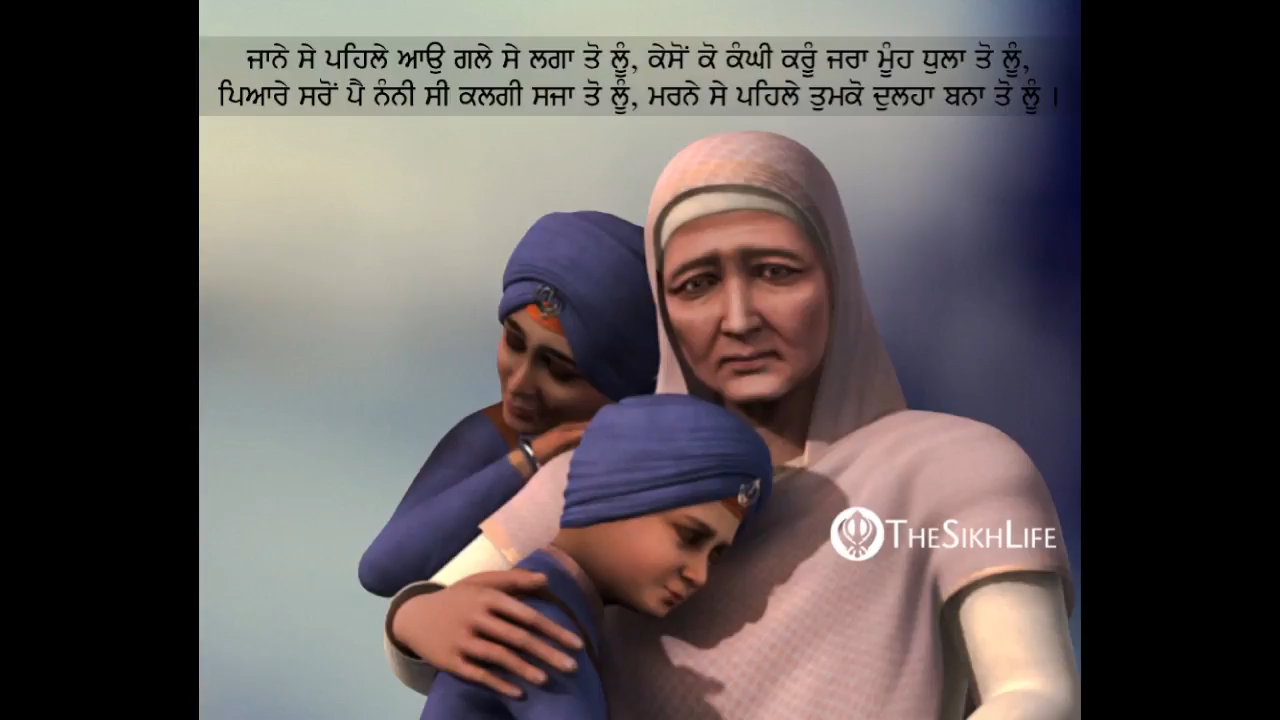 ਜਾਨੇ ਸੇ ਪਹਿਲੇ ਆਉ ਗਲੇ ਸੇ ਲਗਾ ਤੋ ਲੂੰ, ਕੇਸੋਂ ਕੋ ਕੰਘੀ ਕਰੂੰ ਜਰਾ ਮੂੰਹ ਧੁਲਾ ਤੋ ਲੂੰ,
ਪਿਆਰੇ ਸਰੋਂ ਪੈ ਨੰਨੀ ਸੀ ਕਲਗੀ ਸਜਾ ਤੋ ਲੂੰ, ਮਰਨੇ ਸੇ ਪਹਿਲੇ ਤੁਮਕੋ ਦੁਲਹਾ ਬਨਾ ਤੋ ਲੂੰ ।
THESIKHLIFE